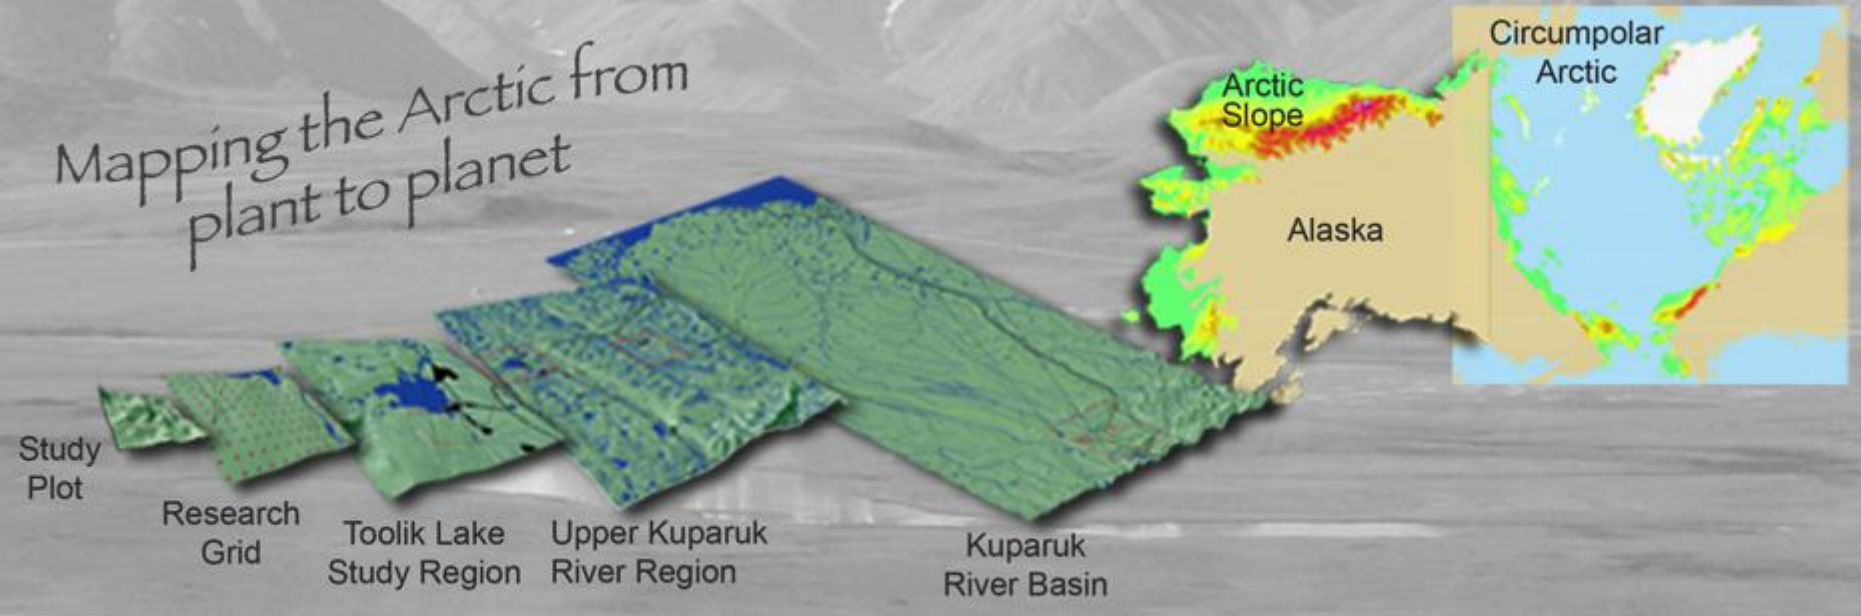 Mapping the Arctic from
plant to planet
Study
Plot
Research
Grid
Toolik Lake
Study Region
Upper Kuparuk
River Region
Kuparuk
River Basin
Arctic
Slope
Alaska
Circumpolar
Arctic